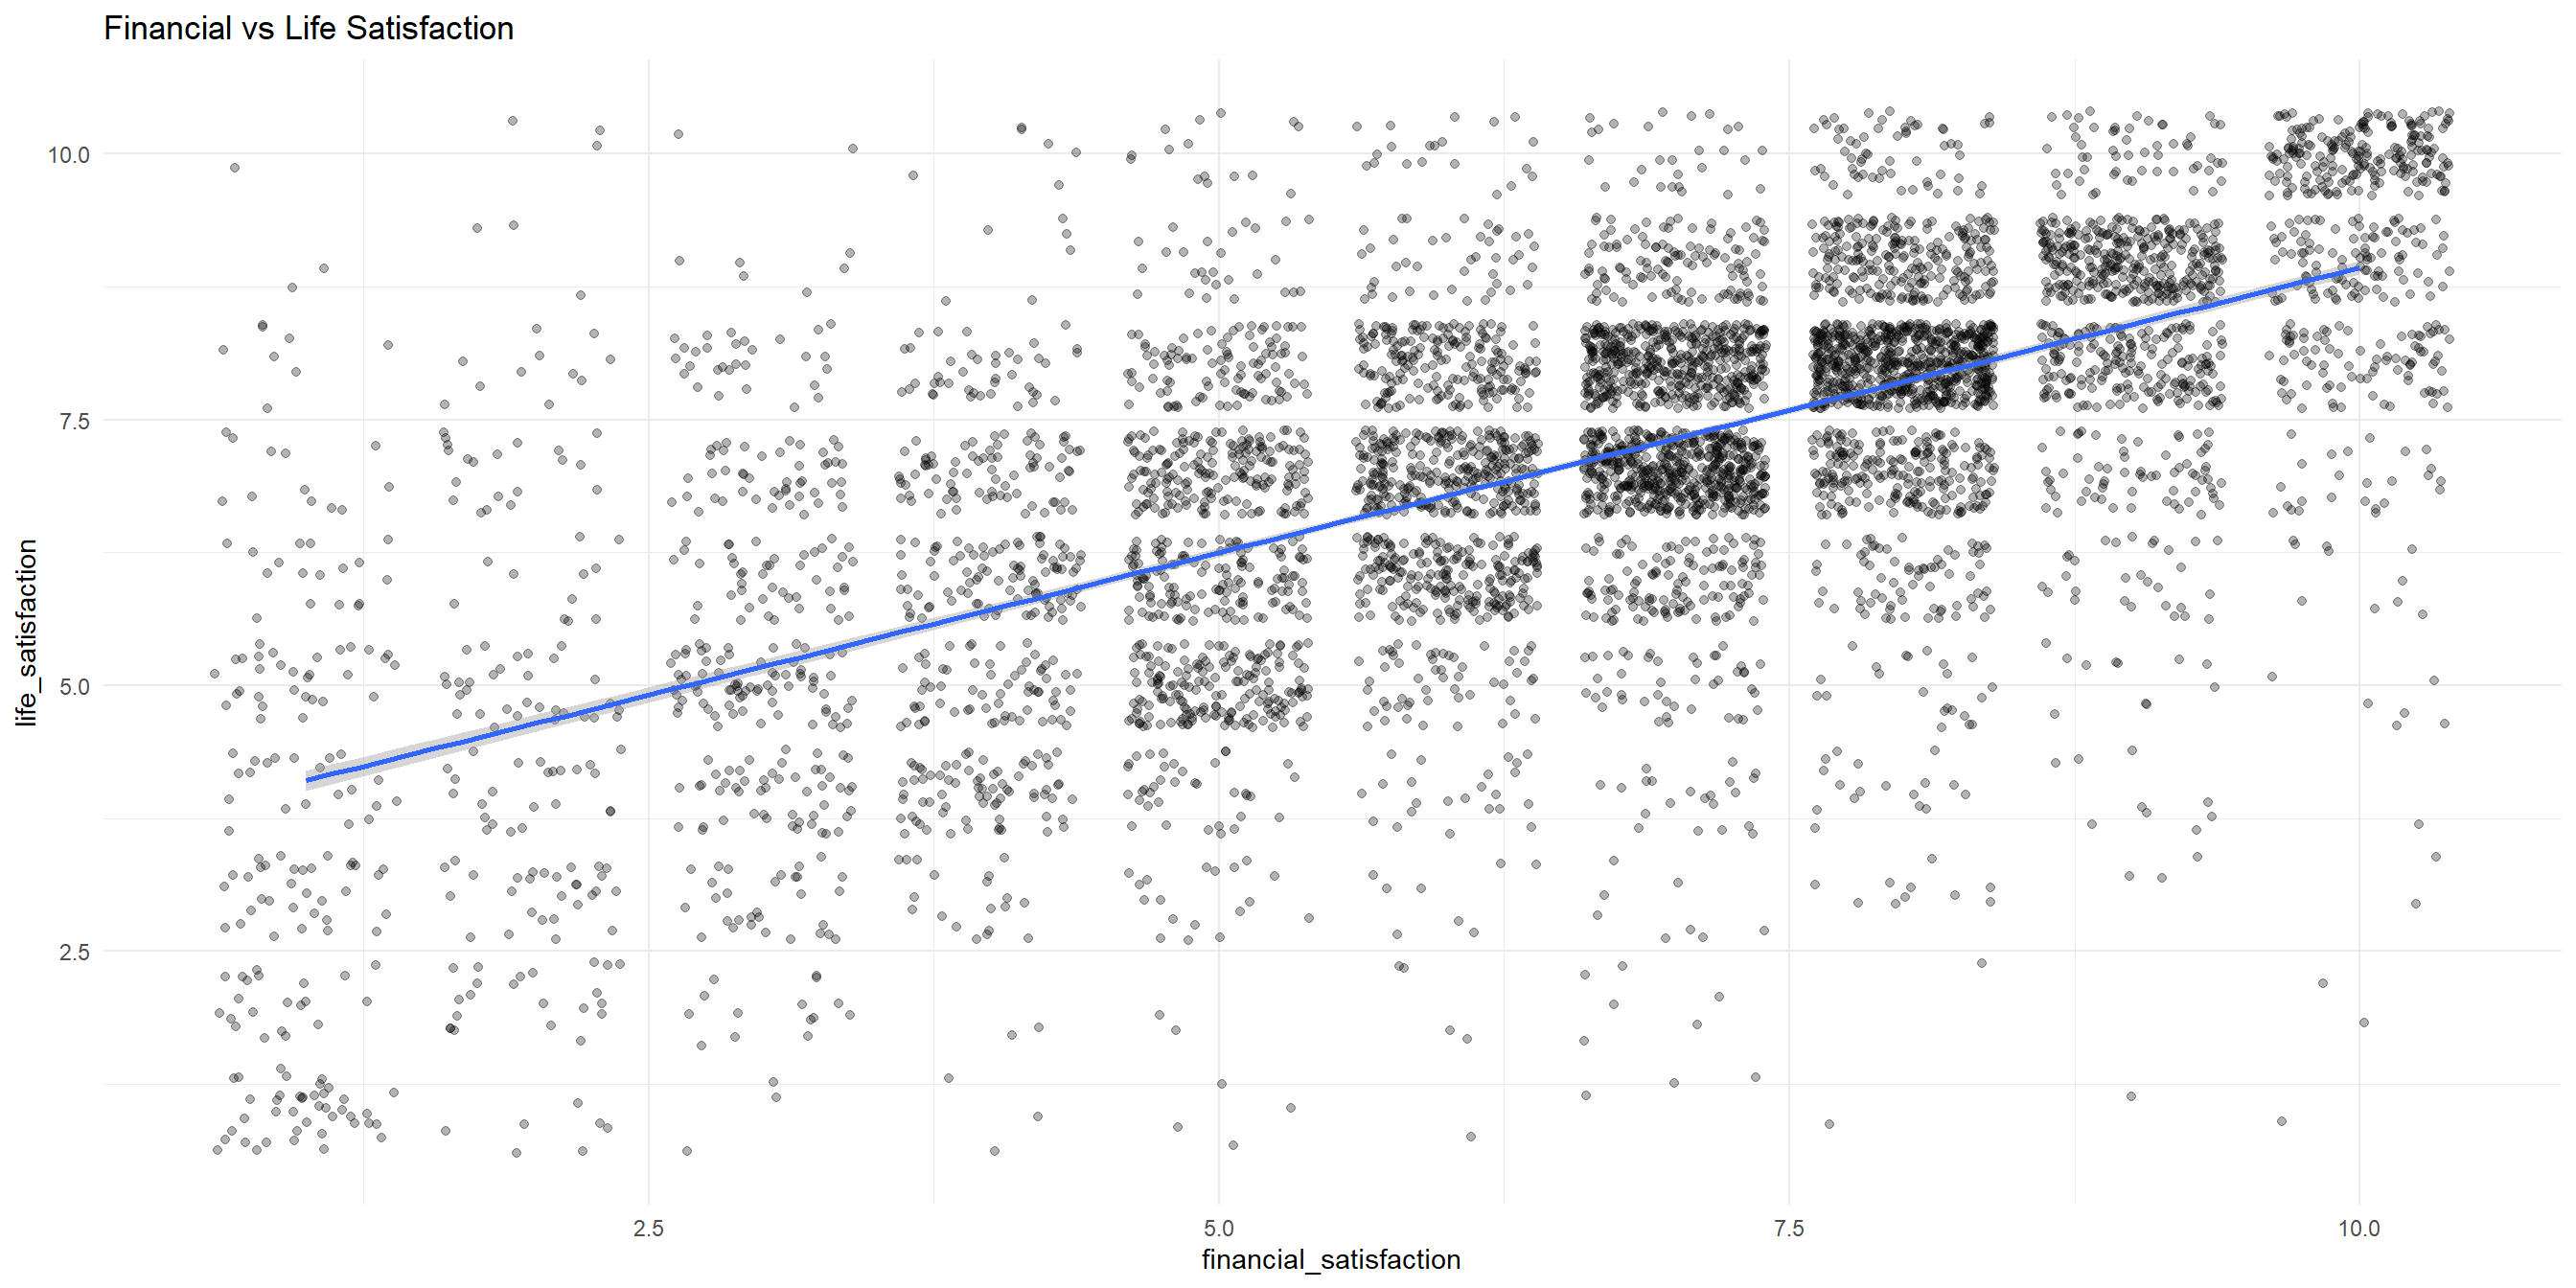 Financial vs Life Satisfaction
10.0
7.5
5.0
2.5
life_satisfaction
2.5 5.0 7.5 10.0
financial_satisfaction